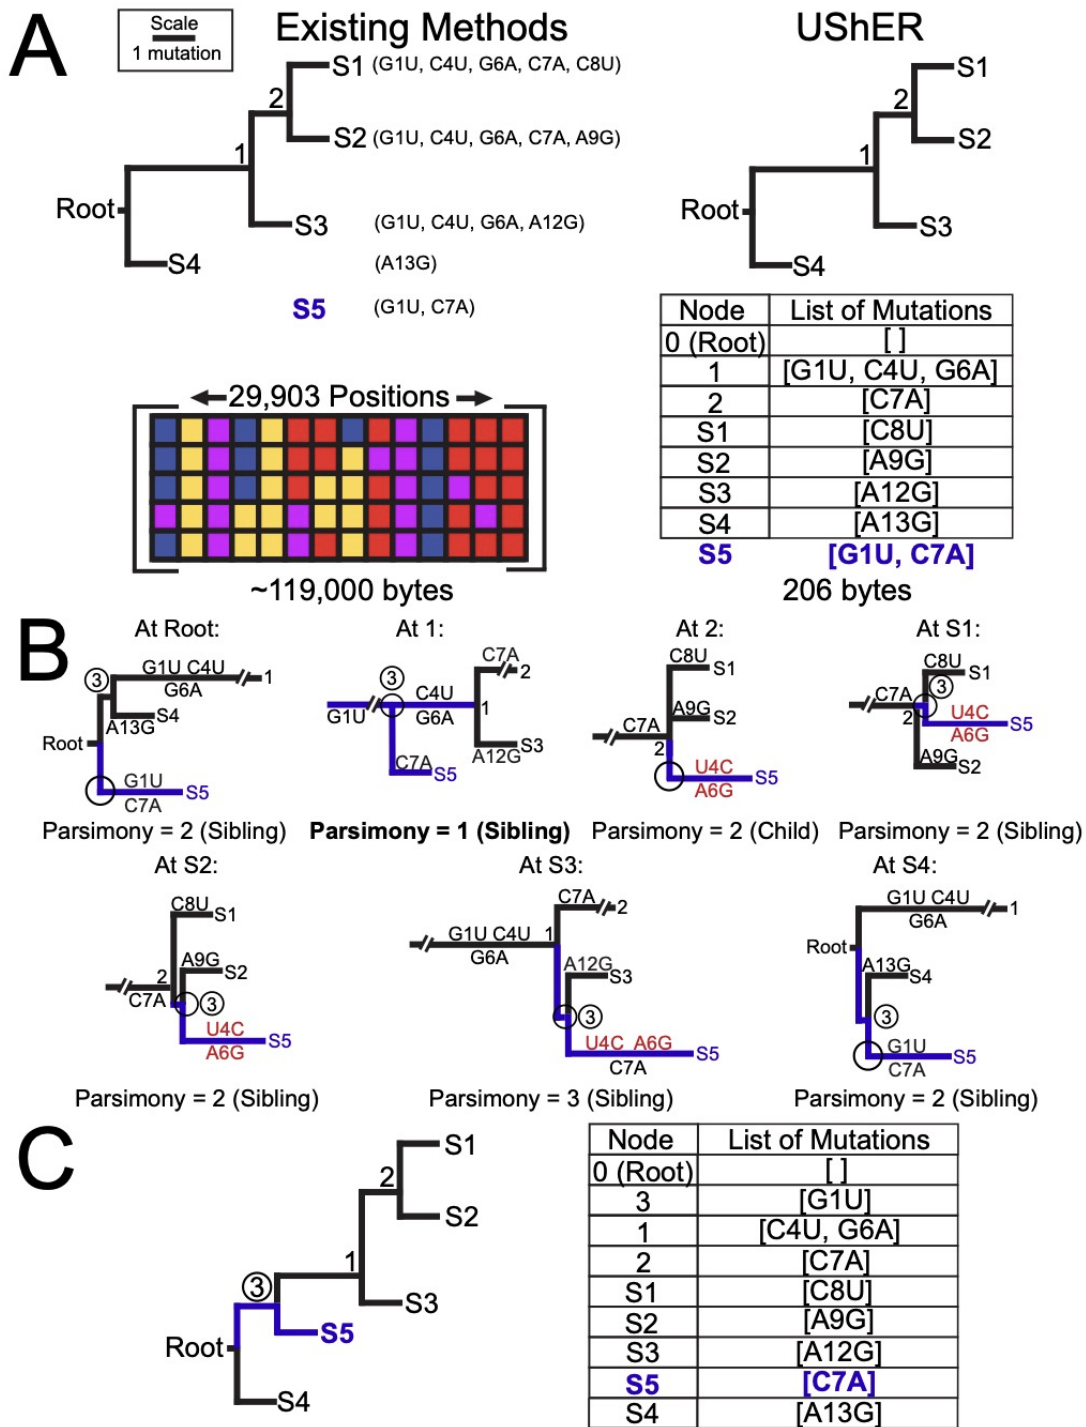 A
Scale
1 mutation
Existing Methods
UShER
S1 (G1U, C4U, G6A, C7A, C8U)
2
S2 (G1U, C4U, G6A, C7A, A9G)
1
Root
S3 (G1U, C4U, G6A, A12G)
S4 (A13G)
S5 (G1U, C7A)
S1
2
S2
1
Root
S3
S4
29,903 Positions
~119,000 bytes
Node List of Mutations
0 (Root) [ ]
1 [G1U, C4U, G6A]
2 [C7A]
S1 [C8U]
S2 [A9G]
S3 [A12G]
S4 [A13G]
S5 [G1U, C7A]
206 bytes
B
At Root:
3
G1U C4U
1
G6A
S4
A13G
Root
G1U
S5
C7A
Parsimony = 2 (Sibling)
At 1:
C7A
2
3
C4U
G1U
G6A
1
S3
A12G
C7A
S5
Parsimony = 1 (Sibling)
At 2:
C8U
S1
A9G
S2
C7A
2
U4C
S5
A6G
Parsimony = 2 (Child)
At S1:
C8U
S1
3
C7A
2
U4C
S5
A6G
A9G
S2
Parsimony = 2 (Sibling)
At S2:
C8U
S1
A9G
S2
2
C7A
3
U4C
S5
A6G
Parsimony = 2 (Sibling)
At S3:
C7A
2
G1U C4U
1
G6A
A12G
S3
3
U4C A6G
S5
C7A
Parsimony = 3 (Sibling)
At S4:
G1U C4U
1
G6A
Root
A13G
S4
3
G1U
S5
C7A
Parsimony = 2 (Sibling)
C
S1
2
S2
1
3
S3
S5
Root
S4
Node List of Mutations
0 (Root) [ ]
3 [G1U]
1 [C4U, G6A]
2 [C7A]
S1 [C8U]
S2 [A9G]
S3 [A12G]
S5 [C7A]
S4 [A13G]